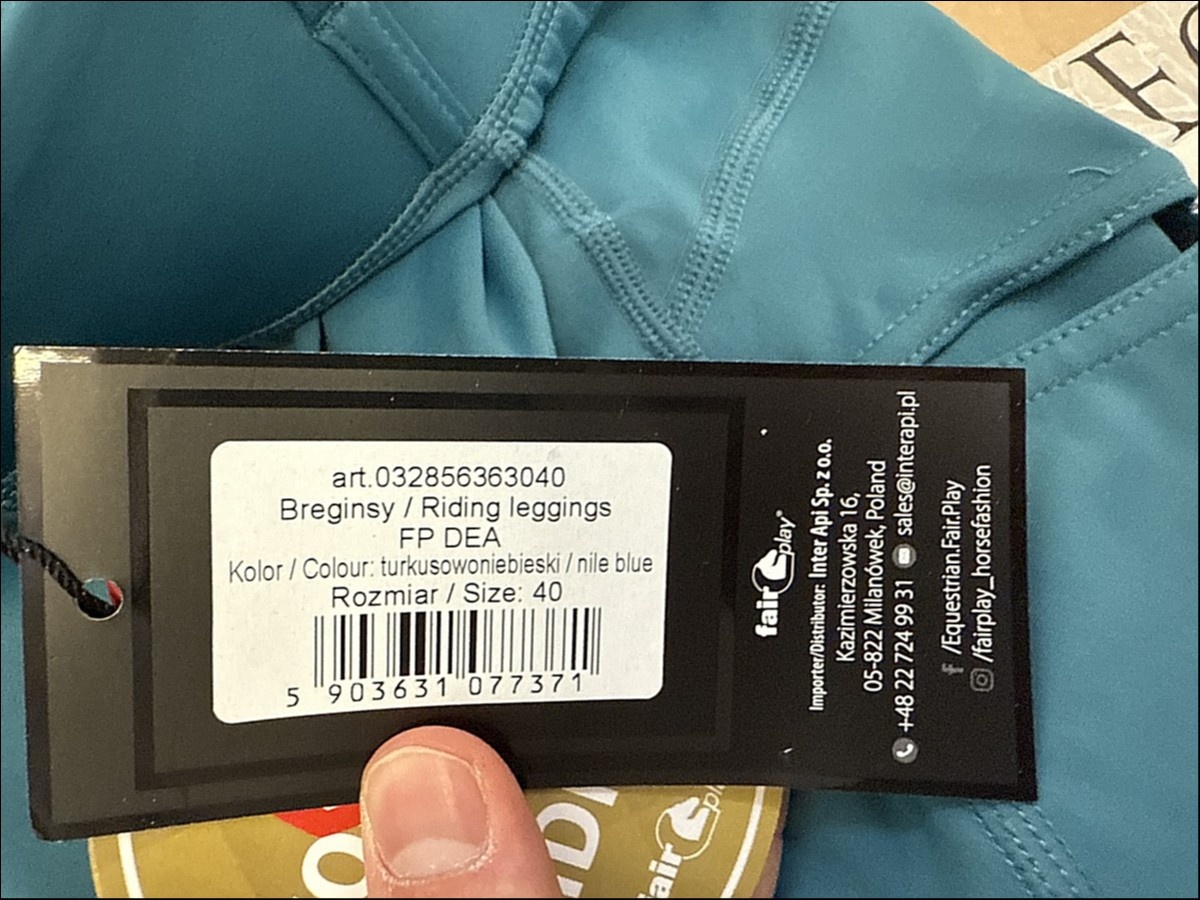 art.032856363040
Breginsy / Riding leggings
FP DEA
Kolor / Colour: turkusowoniebieski / nile blue
Rozmiar / Size: 40
5 903631 077371
fair play®
Importer/Distributor: Inter Api Sp. z o.o.
Kazimierzowska 16,
05-822 Milanówek, Poland
+48 22 724 99 31 sales@interapi.pl
/Equestrian.Fair.Play
/fairplay_horsefashion
fair